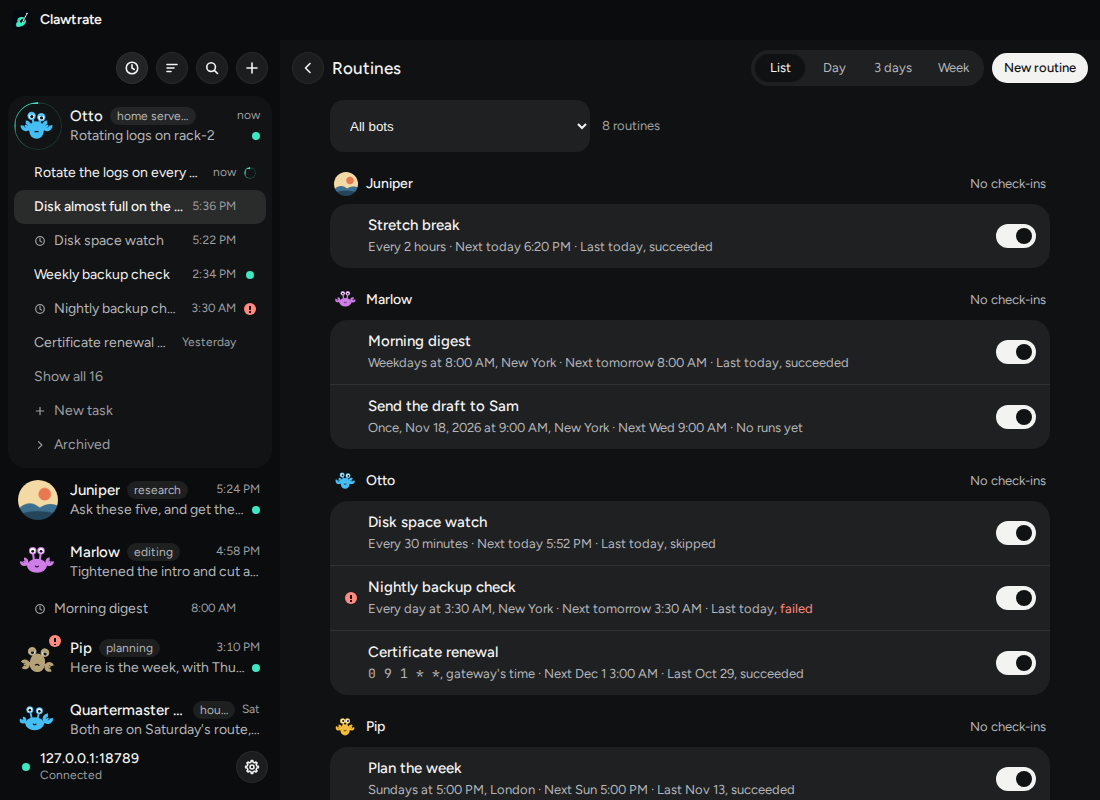 Clawtrate
Otto home serve... now
Rotating logs on rack-2
Rotate the logs on every ... now
Disk almost full on the ... 5:36 PM
Disk space watch 5:22 PM
Weekly backup check 2:34 PM
Nightly backup ch... 3:30 AM
Certificate renewal ... Yesterday
Show all 16
+ New task
Archived
Juniper research 5:24 PM
Ask these five, and get the...
Marlow editing 4:58 PM
Tightened the intro and cut a...
Morning digest 8:00 AM
Pip planning 3:10 PM
Here is the week, with Thu...
Quartermaster ... hou... Sat
Both are on Saturday's route,...
127.0.0.1:18789
Connected
Routines
List Day 3 days Week New routine
All bots 8 routines
Juniper No check-ins
Stretch break
Every 2 hours · Next today 6:20 PM · Last today, succeeded
Marlow No check-ins
Morning digest
Weekdays at 8:00 AM, New York · Next tomorrow 8:00 AM · Last today, succeeded
Send the draft to Sam
Once, Nov 18, 2026 at 9:00 AM, New York · Next Wed 9:00 AM · No runs yet
Otto No check-ins
Disk space watch
Every 30 minutes · Next today 5:52 PM · Last today, skipped
Nightly backup check
Every day at 3:30 AM, New York · Next tomorrow 3:30 AM · Last today, failed
Certificate renewal
0 9 1 * *, gateway's time · Next Dec 1 3:00 AM · Last Oct 29, succeeded
Pip No check-ins
Plan the week
Sundays at 5:00 PM, London · Next Sun 5:00 PM · Last Nov 13, succeeded